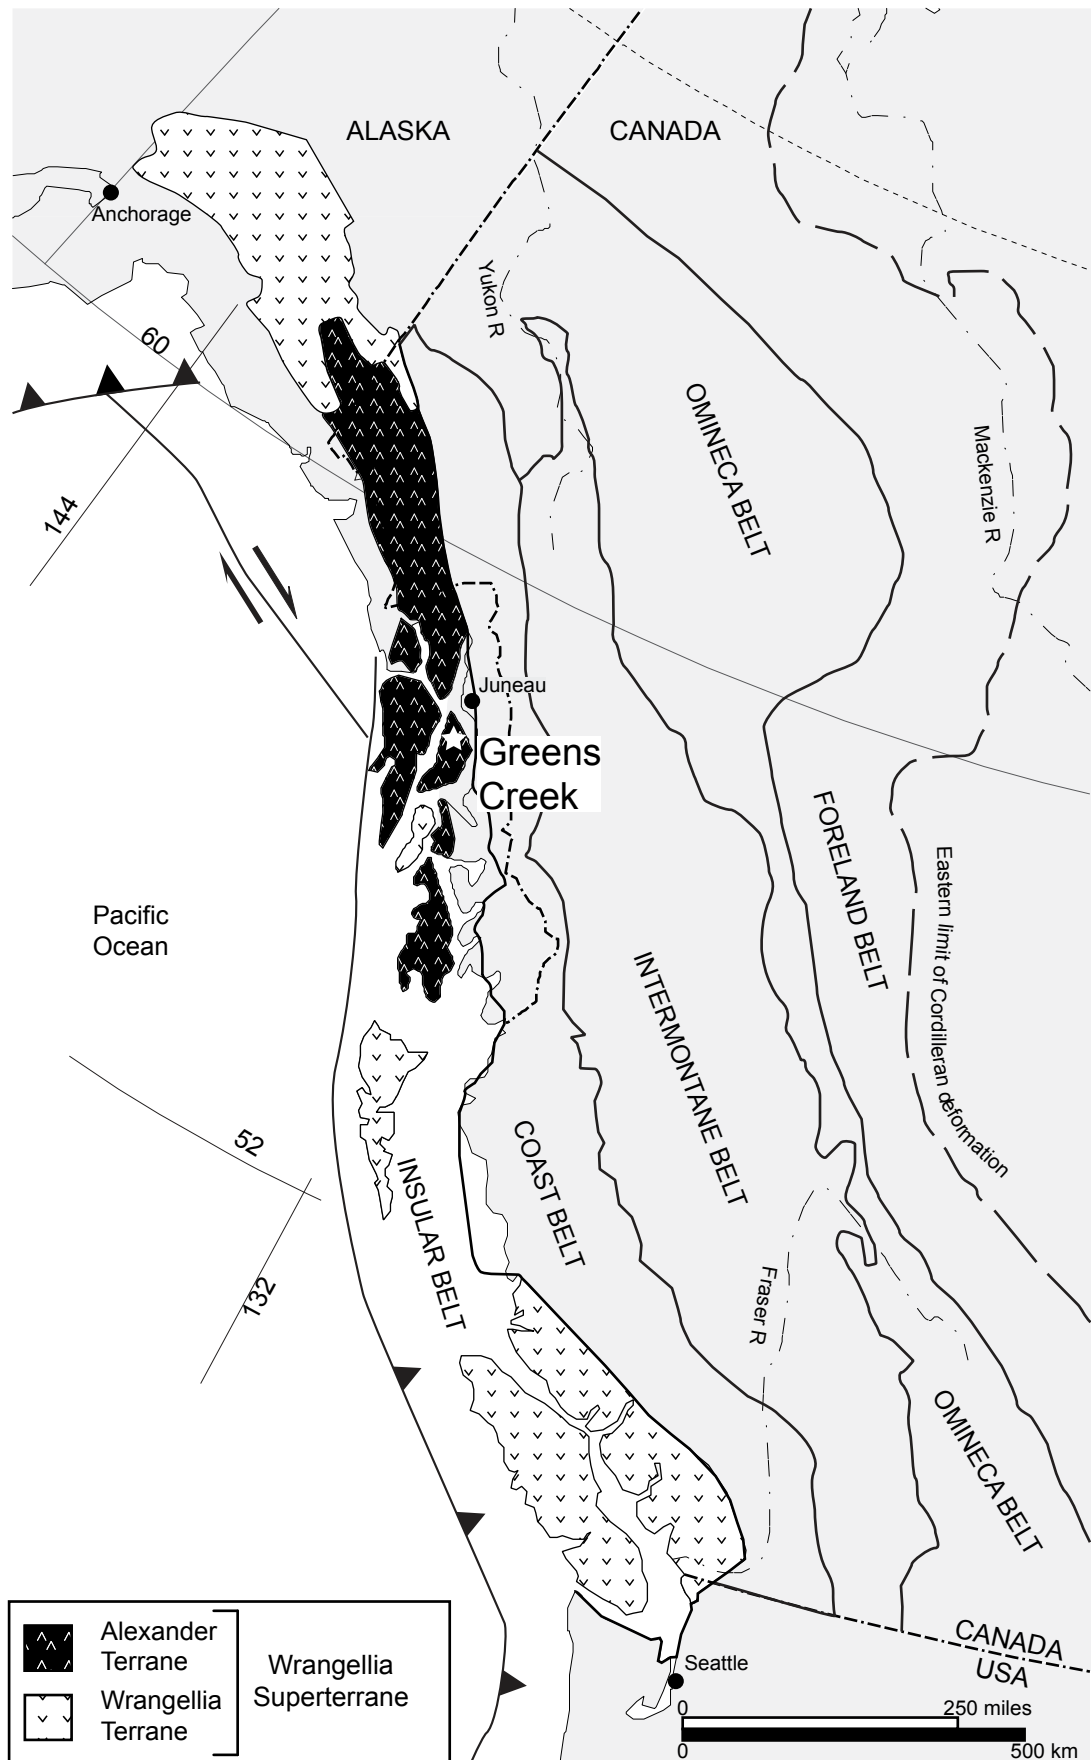 ALASKA
CANADA
Anchorage
Yukon R
60
OMINECA BELT
Mackenzie R
144
Juneau
Greens
Creek
FORELAND BELT
Eastern limit of Cordilleran deformation
Pacific
Ocean
INTERMONTANE BELT
52
COAST BELT
INSULAR BELT
132
Fraser R
OMINECA BELT
Alexander
Terrane
Wrangellia
Terrane
Wrangellia
Superterrane
CANADA
USA
Seattle
0
250 miles
0
500 km